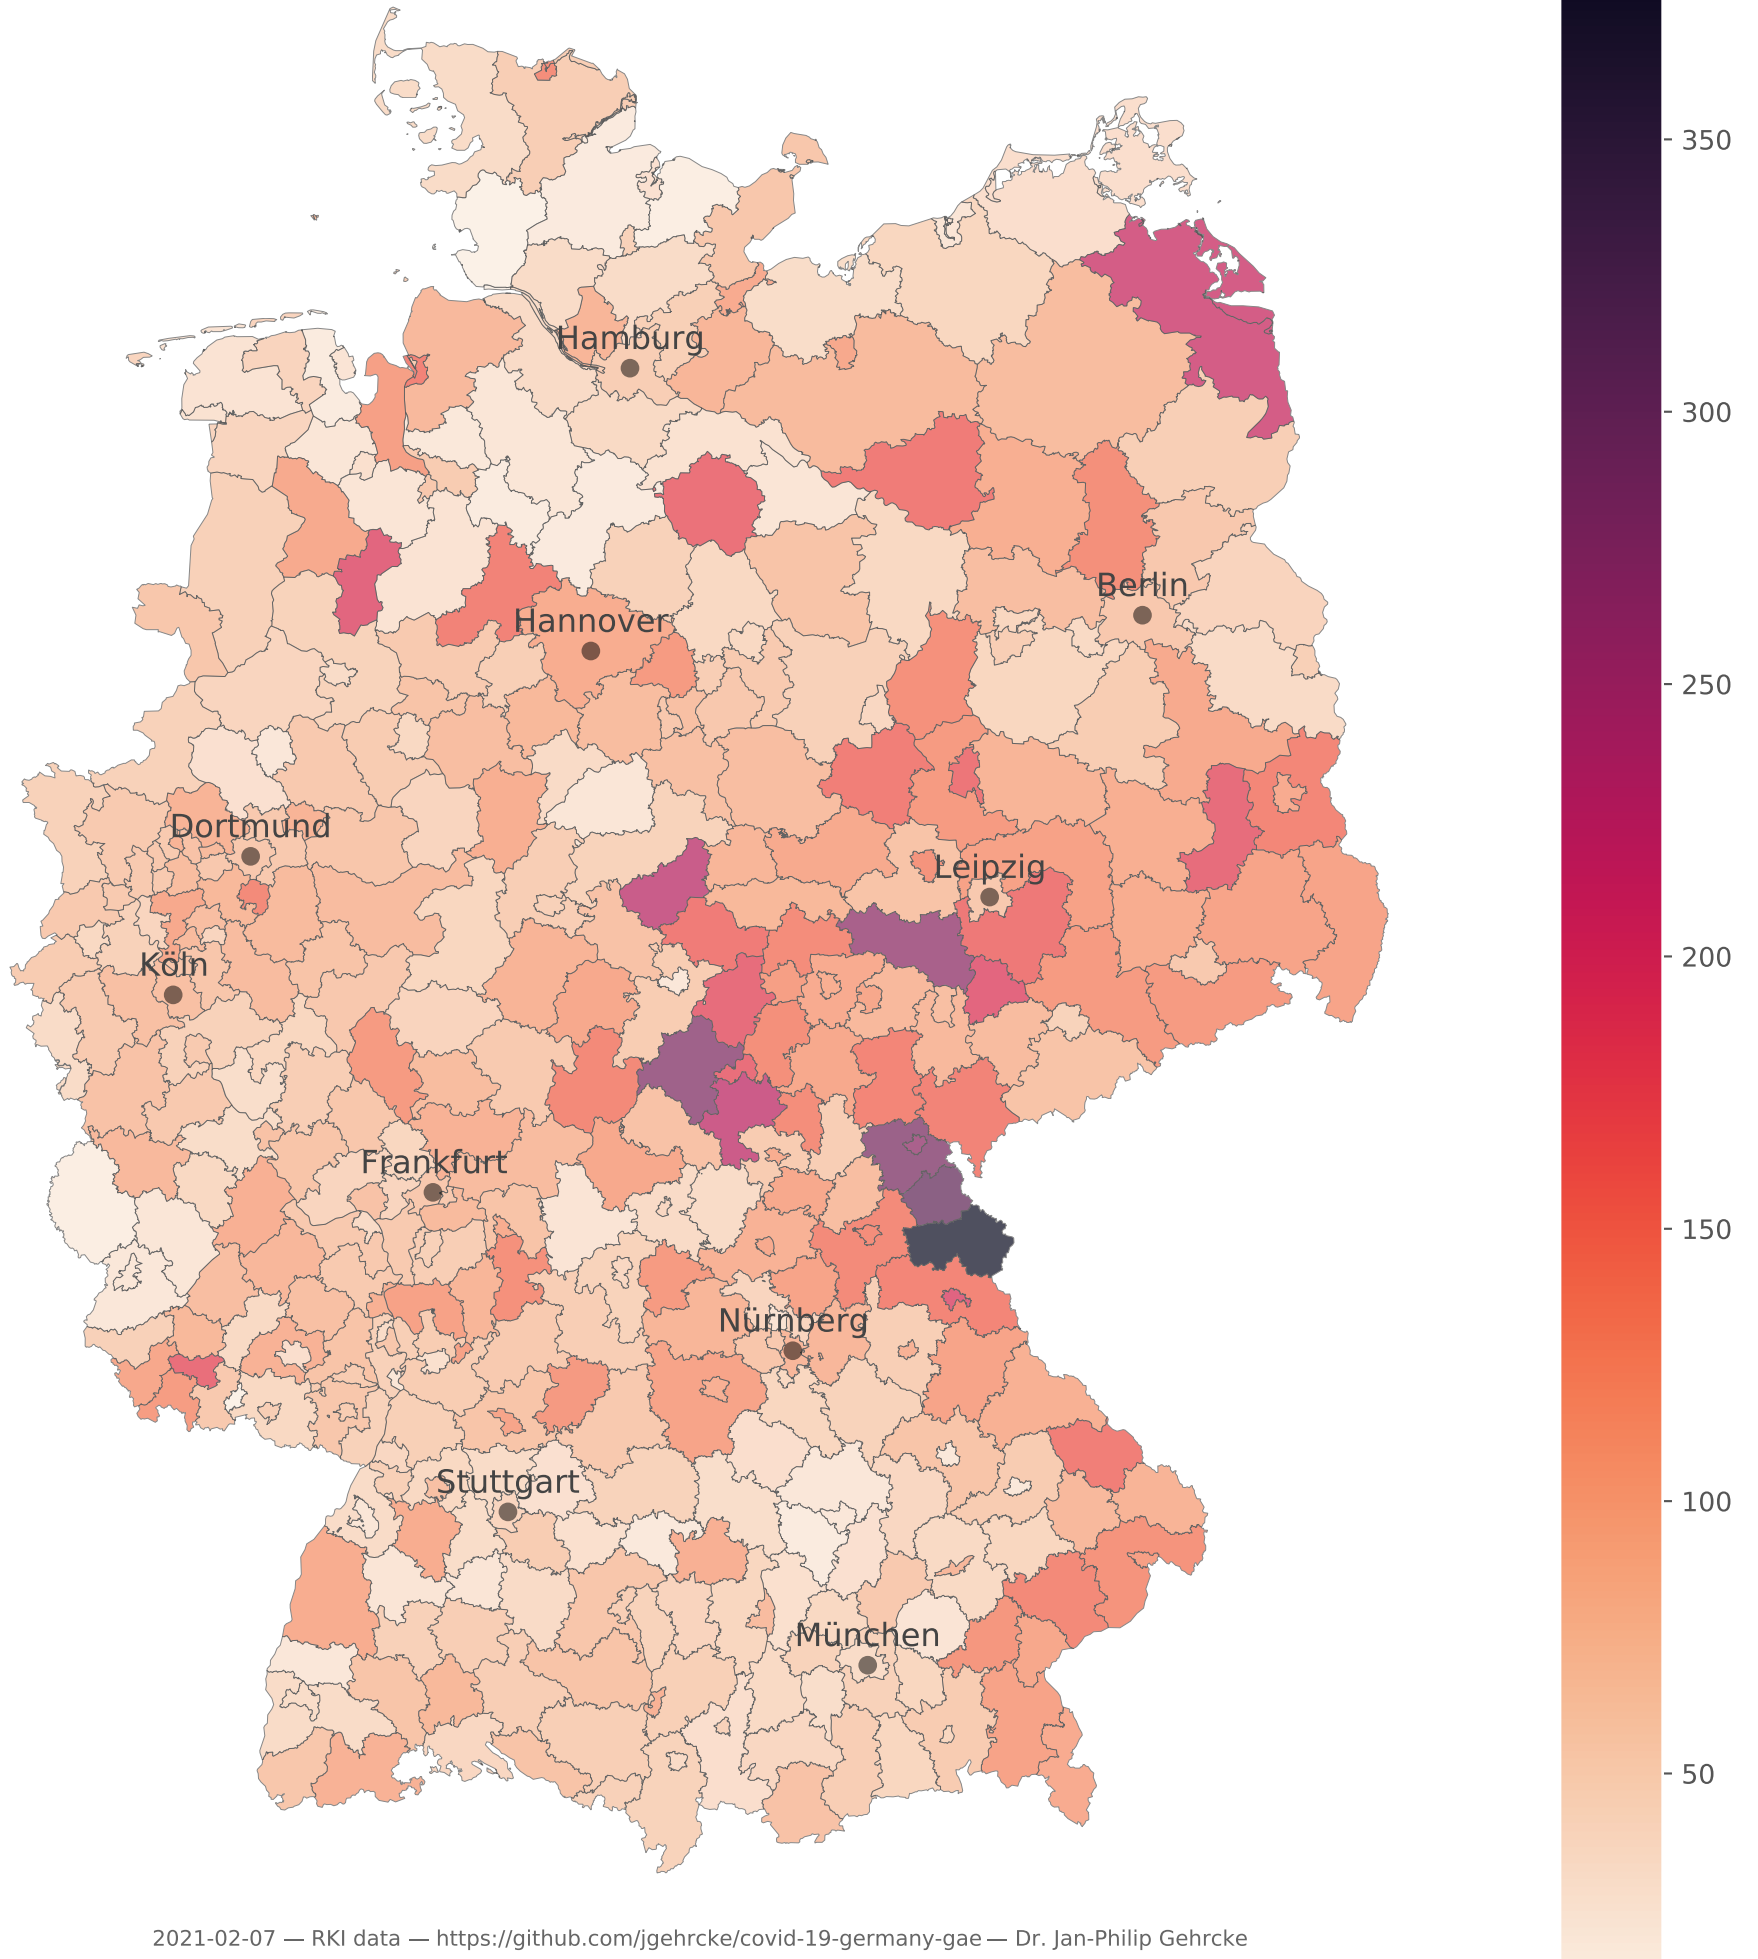 350
Hamburg
300
Berlin
Hannover
250
Dortmund
Leipzig
Köln
200
Frankfurt
150
Nürnberg
Stuttgart
100
München
50
2021-02-07 — RKI data — https://github.com/jgehrcke/covid-19-germany-gae — Dr. Jan-Philip Gehrcke